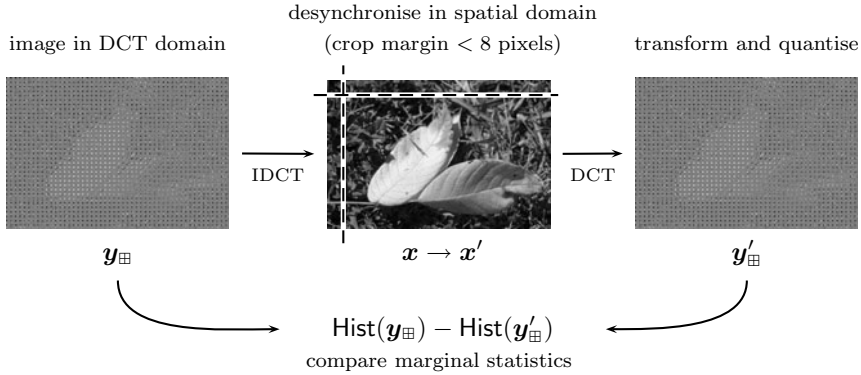 desynchronise in spatial domain
image in DCT domain
(crop margin < 8 pixels)
transform and quantise
IDCT
DCT
y⊞
x → x′
y′⊞
Hist(y⊞) − Hist(y′⊞)
compare marginal statistics